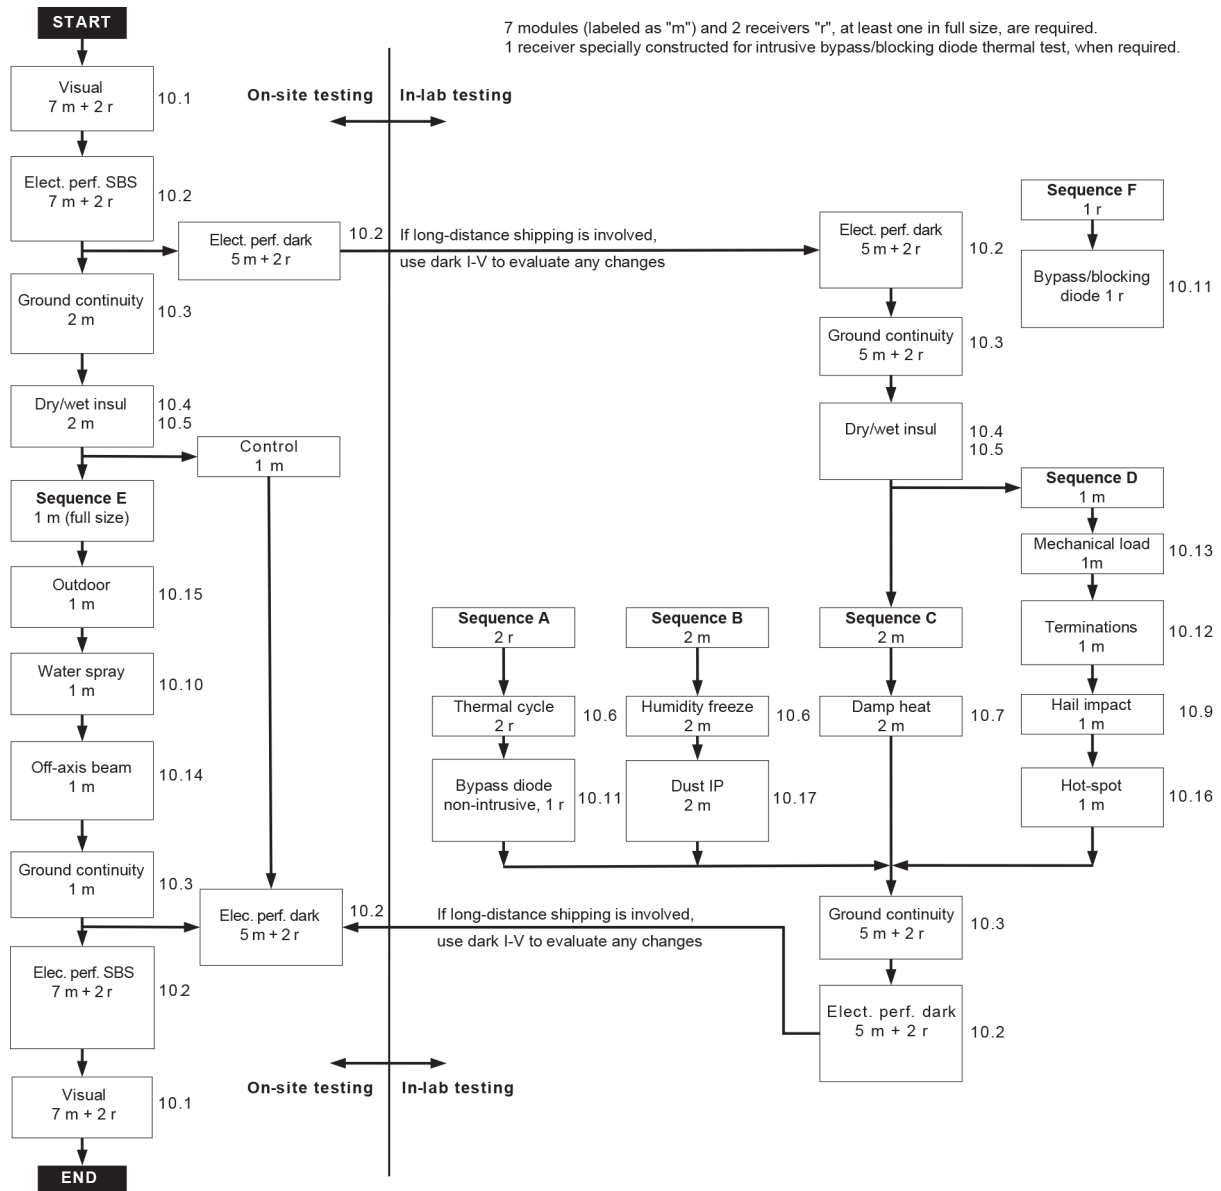 START
7 modules (labeled as "m") and 2 receivers "r", at least one in full size, are required.
1 receiver specially constructed for intrusive bypass/blocking diode thermal test, when required.
Visual
7 m + 2 r
10.1
On-site testing
In-lab testing
Elect. perf. SBS
7 m + 2 r
10.2
Elect. perf. dark
5 m + 2 r
10.2
If long-distance shipping is involved,
use dark I-V to evaluate any changes
Elect. perf. dark
5 m + 2 r
10.2
Sequence F
1 r
Bypass/blocking
diode 1 r
10.11
Ground continuity
2 m
10.3
Ground continuity
5 m + 2 r
10.3
Dry/wet insul
2 m
10.4
10.5
Control
1 m
Dry/wet insul
10.4
10.5
Sequence E
1 m (full size)
Sequence D
1 m
Mechanical load
1m
10.13
Outdoor
1 m
10.15
Sequence A
2 r
Sequence B
2 m
Sequence C
2 m
Terminations
1 m
10.12
Water spray
1 m
10.10
Thermal cycle
2 r
10.6
Humidity freeze
2 m
10.6
Damp heat
2 m
10.7
Hail impact
1 m
10.9
Off-axis beam
1 m
10.14
Bypass diode
non-intrusive, 1 r
10.11
Dust IP
2 m
10.17
Hot-spot
1 m
10.16
Ground continuity
1 m
10.3
Elec. perf. dark
5 m + 2 r
10.2
If long-distance shipping is involved,
use dark I-V to evaluate any changes
Ground continuity
5 m + 2 r
10.3
Elec. perf. SBS
7 m + 2 r
10.2
Elect. perf. dark
5 m + 2 r
10.2
On-site testing
In-lab testing
Visual
7 m + 2 r
10.1
END